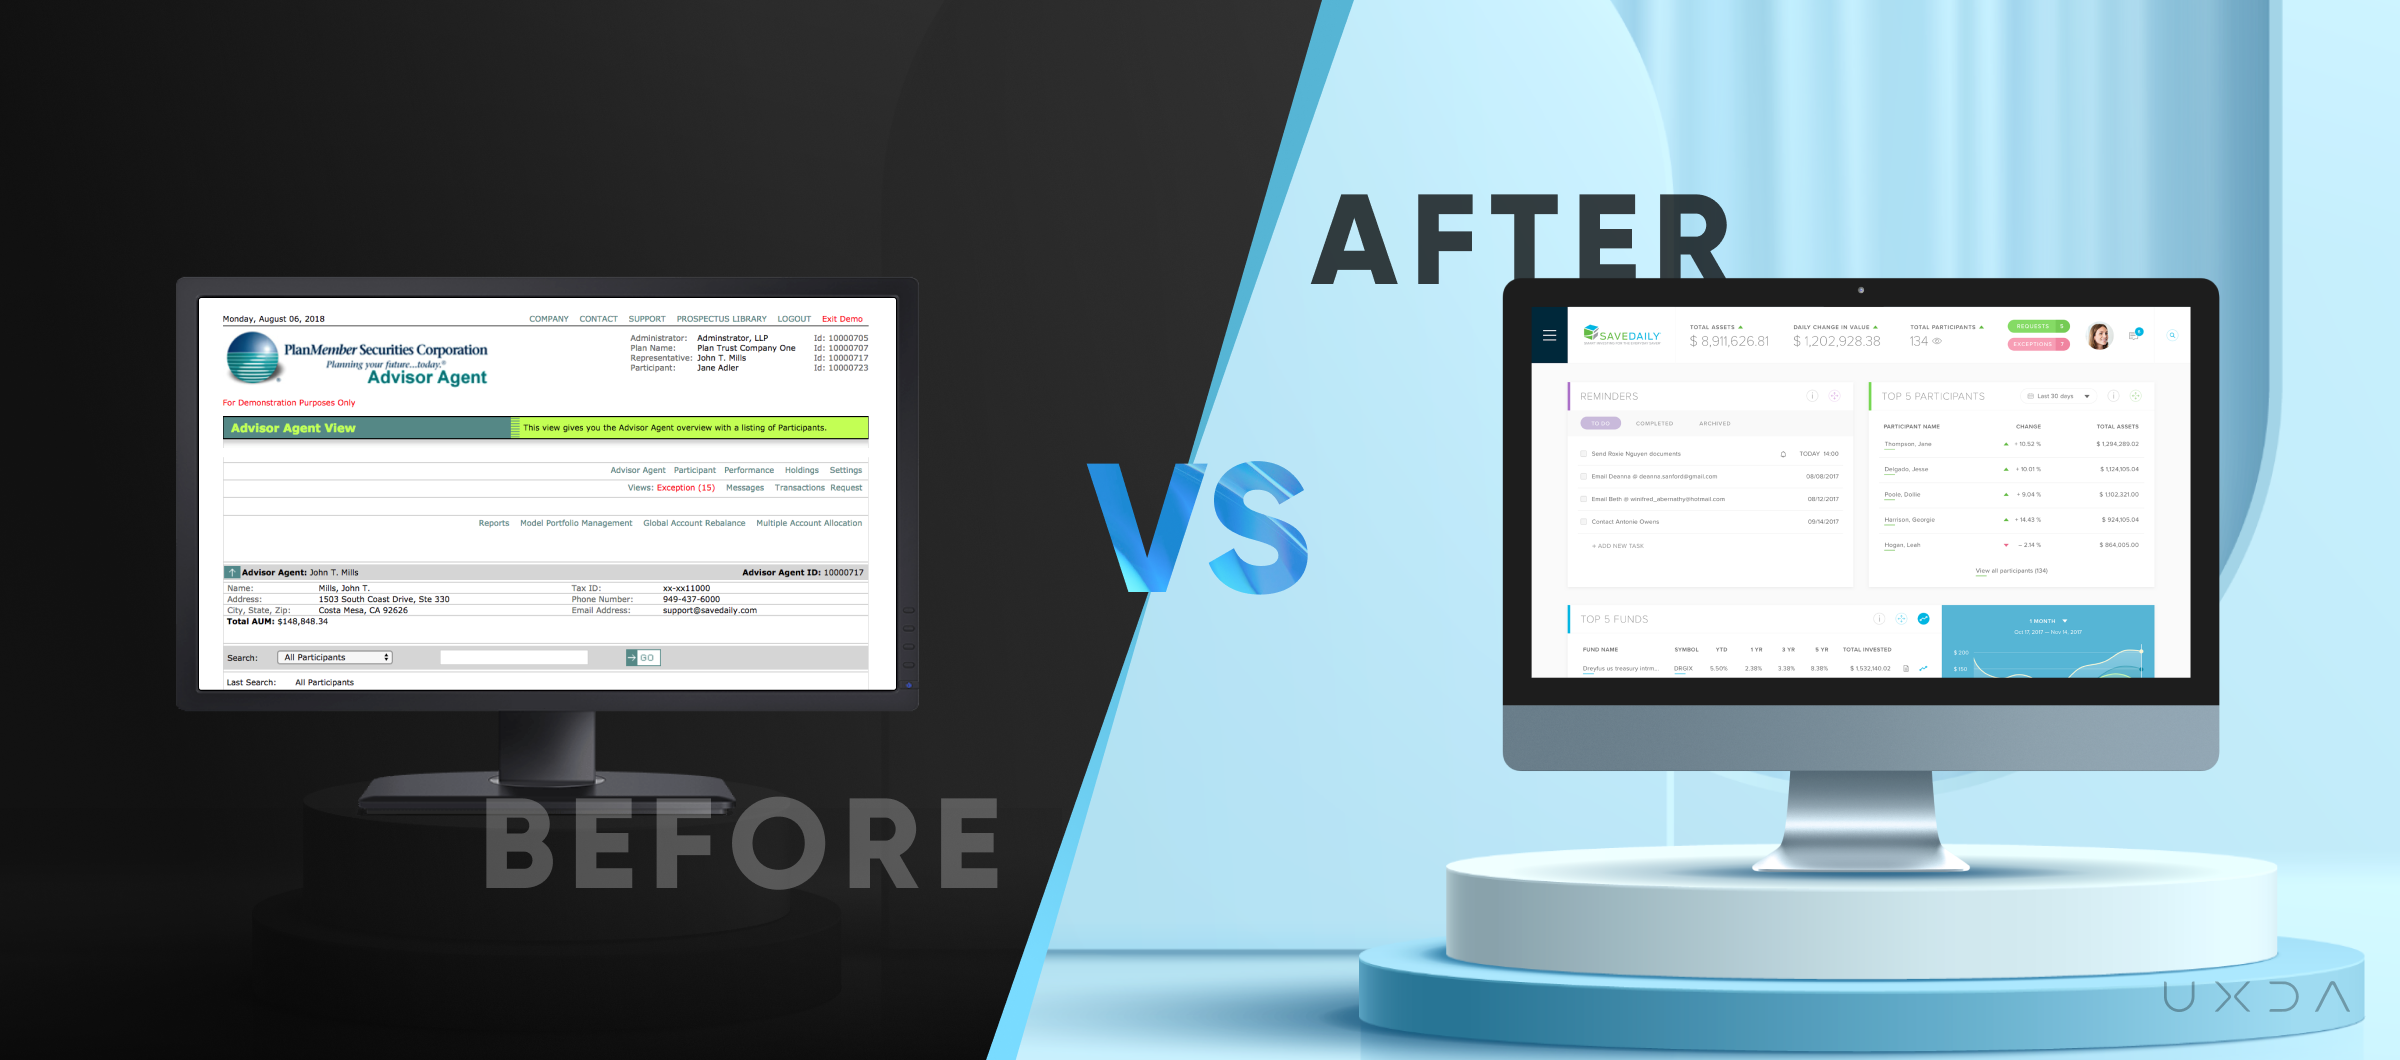 BEFORE
VS
AFTER
Monday, August 06, 2018
COMPANY CONTACT SUPPORT PROSPECTUS LIBRARY LOGOUT Exit Demo
PlanMember Securities Corporation
Planning your future...today.®
Advisor Agent
Administrator: Adminstrator, LLP Id: 10000705
Plan Name: Plan Trust Company One Id: 10000707
Representative: John T. Mills Id: 10000717
Participant: Jane Adler Id: 10000723
For Demonstration Purposes Only
Advisor Agent View
This view gives you the Advisor Agent overview with a listing of Participants.
Advisor Agent Participant Performance Holdings Settings
Views: Exception (15) Messages Transactions Request
Reports Model Portfolio Management Global Account Rebalance Multiple Account Allocation
Advisor Agent: John T. Mills Advisor Agent ID: 10000717
Name: Mills, John T. Tax ID: xx-xx11000
Address: 1503 South Coast Drive, Ste 330 Phone Number: 949-437-6000
City, State, Zip: Costa Mesa, CA 92626 Email Address: support@savedaily.com
Total AUM: $148,848.34
Search: All Participants GO
Last Search: All Participants
SAVEDAILY
SMART INVESTING FOR THE EVERYDAY SAVER
TOTAL ASSETS
$ 8,911,626.81
DAILY CHANGE IN VALUE
$ 1,202,928.38
TOTAL PARTICIPANTS
134
REQUESTS 5
EXCEPTIONS 7
REMINDERS
TO DO COMPLETED ARCHIVED
Send Roxie Nguyen documents TODAY 14:00
Email Deanna @ deanne.sanford@gmail.com 08/08/2017
Email Beth @ winifred_abernathy@hotmail.com 08/12/2017
Contact Antonie Owens 09/14/2017
+ ADD NEW TASK
TOP 5 PARTICIPANTS Last 30 days
PARTICIPANT NAME CHANGE TOTAL ASSETS
Thompson, Jane + 10.52 % $ 1,294,289.02
Delgado, Jesse + 10.01 % $ 1,124,105.04
Poole, Dollie + 9.04 % $ 1,102,321.00
Harrison, Georgie + 14.43 % $ 924,105.04
Hogan, Leah – 2.14 % $ 864,005.00
View all participants (134)
TOP 5 FUNDS
FUND NAME SYMBOL YTD 1 YR 3 YR 5 YR TOTAL INVESTED
Dreyfus us treasury intrm... DRGIX 5.50% 2.38% 3.38% 8.38% $ 1,532,140.02
1 MONTH
Oct 17, 2017 — Nov 14, 2017
$ 200
$ 150
UXDA